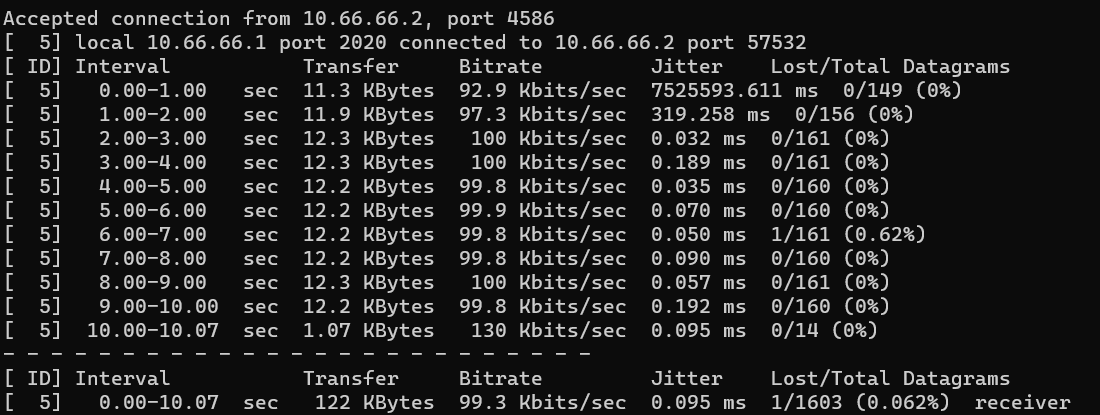 Accepted connection from 10.66.66.2, port 4586
[  5] local 10.66.66.1 port 2020 connected to 10.66.66.2 port 57532
[ ID] Interval           Transfer     Bitrate         Jitter    Lost/Total Datagrams
[  5]   0.00-1.00   sec  11.3 KBytes  92.9 Kbits/sec  7525593.611 ms  0/149 (0%)
[  5]   1.00-2.00   sec  11.9 KBytes  97.3 Kbits/sec  319.258 ms  0/156 (0%)
[  5]   2.00-3.00   sec  12.3 KBytes   100 Kbits/sec  0.032 ms  0/161 (0%)
[  5]   3.00-4.00   sec  12.3 KBytes   100 Kbits/sec  0.189 ms  0/161 (0%)
[  5]   4.00-5.00   sec  12.2 KBytes  99.8 Kbits/sec  0.035 ms  0/160 (0%)
[  5]   5.00-6.00   sec  12.2 KBytes  99.9 Kbits/sec  0.070 ms  0/160 (0%)
[  5]   6.00-7.00   sec  12.2 KBytes  99.8 Kbits/sec  0.050 ms  1/161 (0.62%)
[  5]   7.00-8.00   sec  12.2 KBytes  99.8 Kbits/sec  0.090 ms  0/160 (0%)
[  5]   8.00-9.00   sec  12.3 KBytes   100 Kbits/sec  0.057 ms  0/161 (0%)
[  5]   9.00-10.00  sec  12.2 KBytes  99.8 Kbits/sec  0.192 ms  0/160 (0%)
[  5]  10.00-10.07  sec  1.07 KBytes   130 Kbits/sec  0.095 ms  0/14 (0%)
- - - - - - - - - - - - - - - - - - - - - - - - -
[ ID] Interval           Transfer     Bitrate         Jitter    Lost/Total Datagrams
[  5]   0.00-10.07  sec   122 KBytes  99.3 Kbits/sec  0.095 ms  1/1603 (0.062%)  receiver